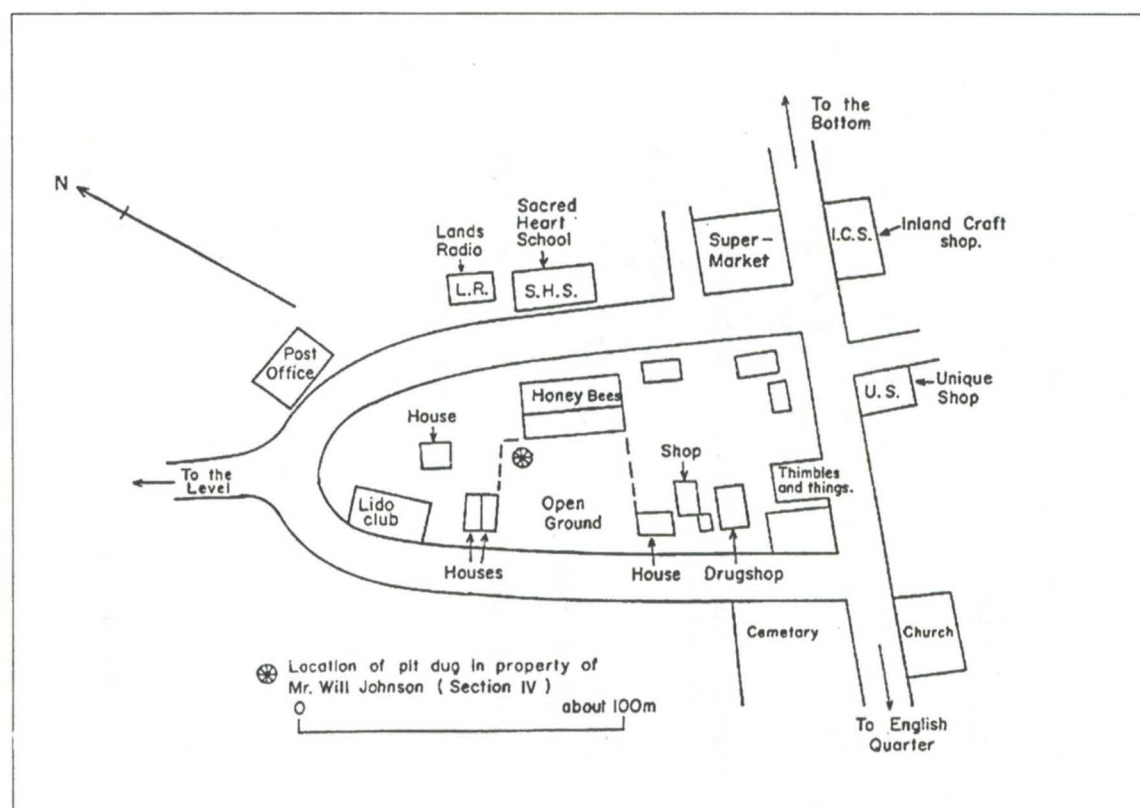 To the
Bottom
N
Sacred
Heart
School
Lands
Radio
Super-
Market
I.C.S.
Inland Craft
shop.
L.R.
S.H.S.
Post
Office
Honey Bees
U.S.
Unique
Shop
House
Shop
To the
Level
Thimbles
and things.
Lido
club
Open
Ground
Houses
House
Drugshop
Cemetary
Church
Location of pit dug in property of
Mr. Will Johnson ( Section IV )
0
about 100m
To English
Quarter